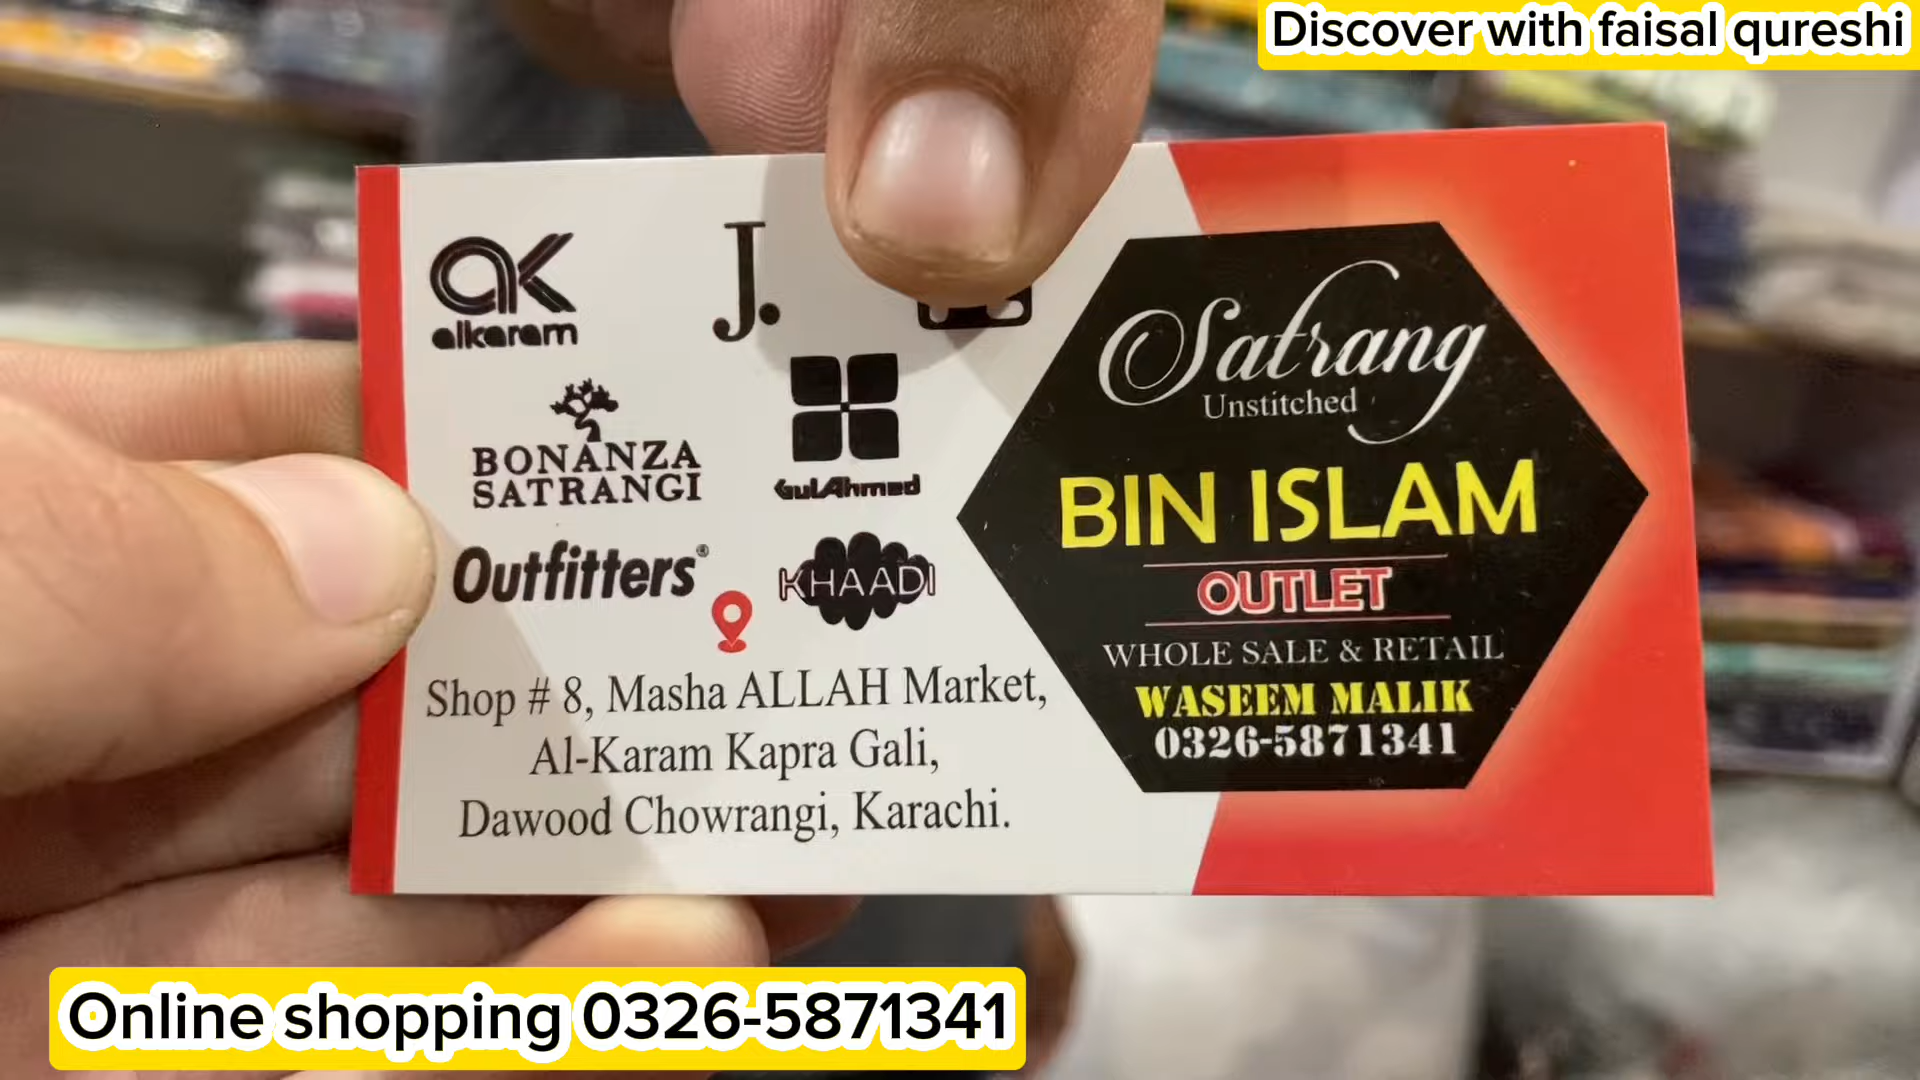 Discover with faisal qureshi
ak
alkaram
J.
BONANZA
SATRANGI
GulAhmed
Outfitters®
KHAADI
Shop # 8, Masha ALLAH Market,
Al-Karam Kapra Gali,
Dawood Chowrangi, Karachi.
Satrang
Unstitched
BIN ISLAM
OUTLET
WHOLE SALE & RETAIL
WASEEM MALIK
0326-5871341
Online shopping 0326-5871341